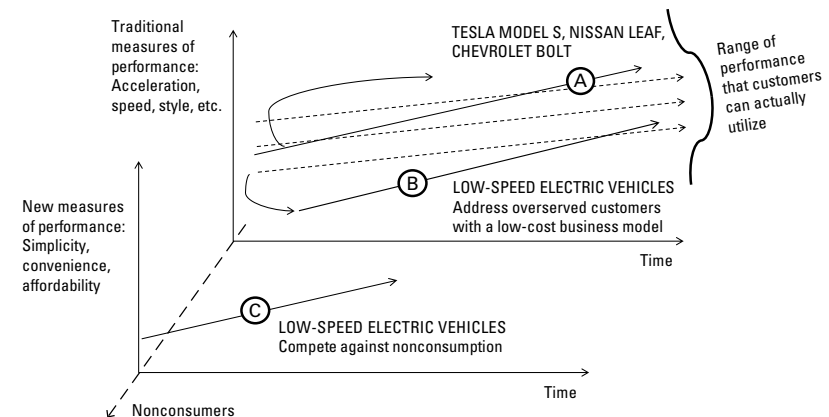 Traditional
measures of
performance:
Acceleration,
speed, style, etc.
TESLA MODEL S, NISSAN LEAF,
CHEVROLET BOLT
Range of
performance
that customers
can actually
utilize
A
B
LOW-SPEED ELECTRIC VEHICLES
Address overserved customers
with a low-cost business model
Time
New measures
of performance:
Simplicity,
convenience,
affordability
C
LOW-SPEED ELECTRIC VEHICLES
Compete against nonconsumption
Time
Nonconsumers